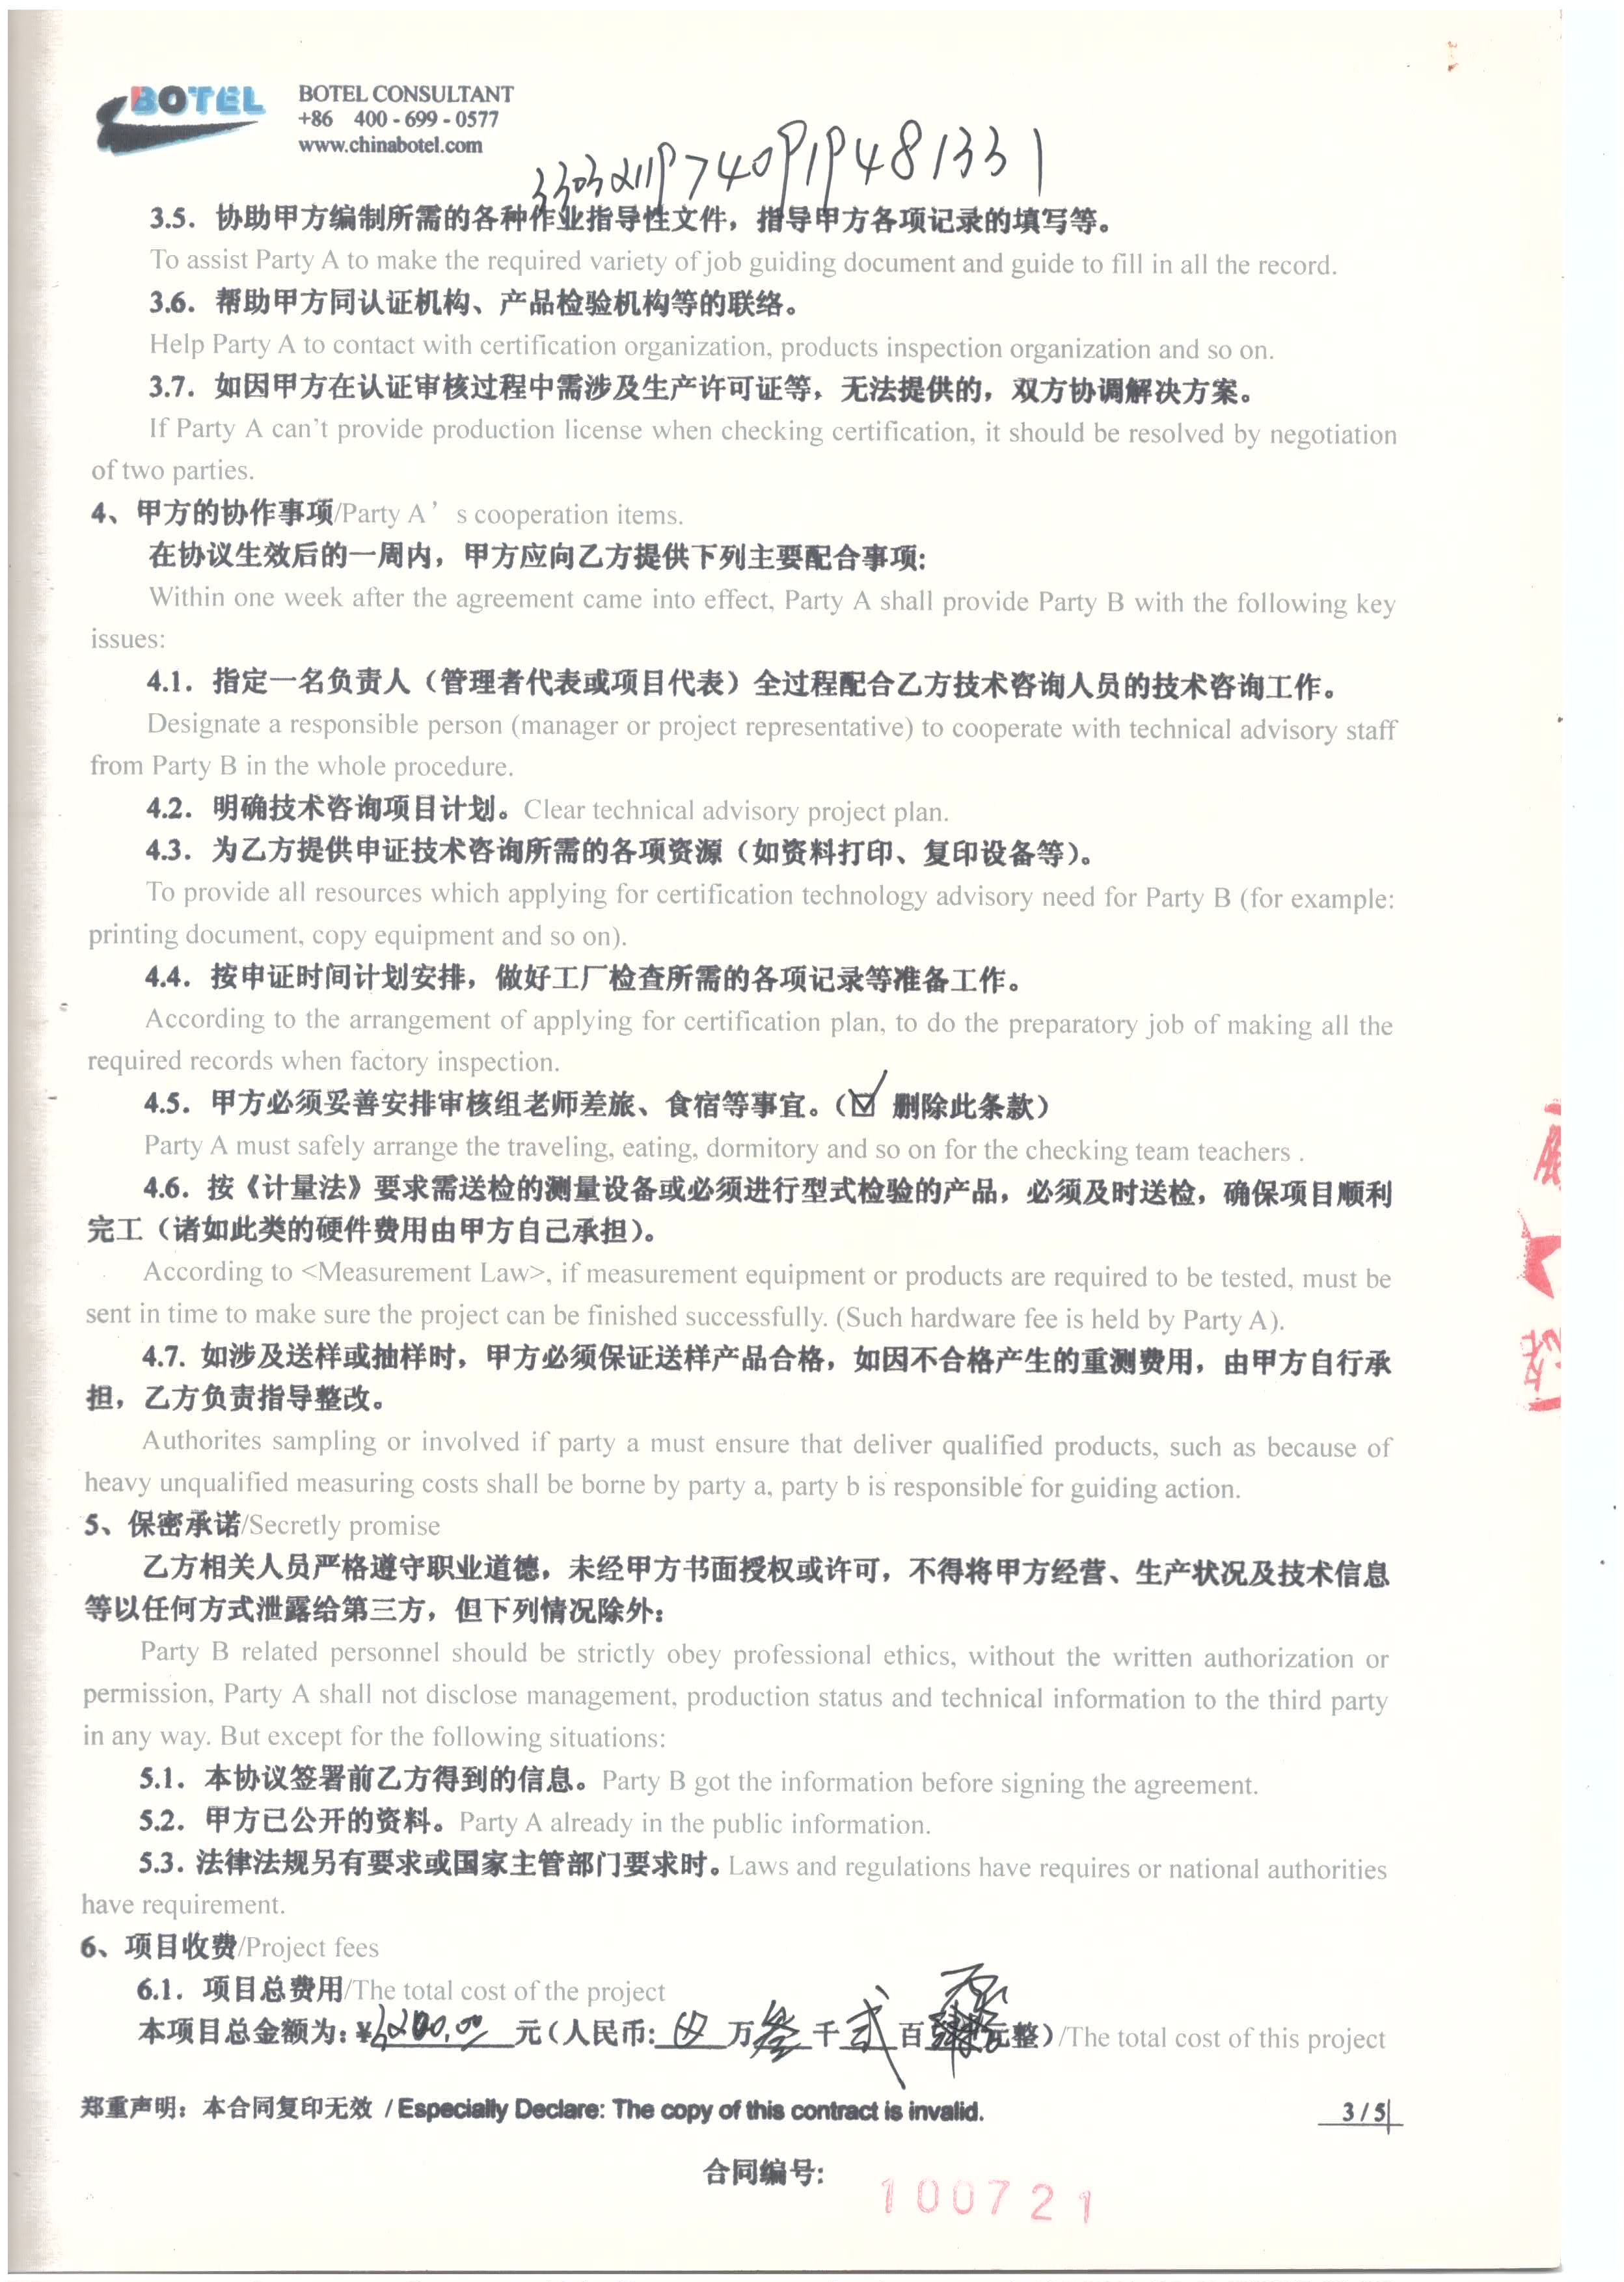 BOTEL
BOTEL CONSULTANT
+86 400-699-0577
www.chinabotel.com
3.5. 协助甲方编制所需的各种作业指导性文件，指导甲方各项记录的填写等。
To assist Party A to make the required variety of job guiding document and guide to fill in all the record.
3.6. 帮助甲方同认证机构、产品检验机构等的联络。
Help Party A to contact with certification organization, products inspection organization and so on.
3.7. 如因甲方在认证审核过程中需涉及生产许可证等，无法提供的，双方协调解决方案。
If Party A can't provide production license when checking certification, it should be resolved by negotiation
of two parties.
4、甲方的协作事项/Party A’s cooperation items.
在协议生效后的一周内，甲方应向乙方提供下列主要配合事项：
Within one week after the agreement came into effect, Party A shall provide Party B with the following key
issues:
4.1. 指定一名负责人（管理者代表或项目代表）全过程配合乙方技术咨询人员的技术咨询工作。
Designate a responsible person (manager or project representative) to cooperate with technical advisory staff
from Party B in the whole procedure.
4.2. 明确技术咨询项目计划。Clear technical advisory project plan.
4.3. 为乙方提供申证技术咨询所需的各项资源（如资料打印、复印设备等）。
To provide all resources which applying for certification technology advisory need for Party B (for example:
printing document, copy equipment and so on).
4.4. 按申证时间计划安排，做好工厂检查所需的各项记录等准备工作。
According to the arrangement of applying for certification plan, to do the preparatory job of making all the
required records when factory inspection.
4.5. 甲方必须妥善安排审核组老师差旅、食宿等事宜。（☑ 删除此条款）
Party A must safely arrange the traveling, eating, dormitory and so on for the checking team teachers .
4.6. 按《计量法》要求需送检的测量设备或必须进行型式检验的产品，必须及时送检，确保项目顺利
完工（诸如此类的硬件费用由甲方自己承担）。
According to <Measurement Law>, if measurement equipment or products are required to be tested, must be
sent in time to make sure the project can be finished successfully. (Such hardware fee is held by Party A).
4.7. 如涉及送样或抽样时，甲方必须保证送样产品合格，如因不合格产生的重测费用，由甲方自行承
担，乙方负责指导整改。
Authorites sampling or involved if party a must ensure that deliver qualified products, such as because of
heavy unqualified measuring costs shall be borne by party a, party b is responsible for guiding action.
5、保密承诺/Secretly promise
乙方相关人员严格遵守职业道德，未经甲方书面授权或许可，不得将甲方经营、生产状况及技术信息
等以任何方式泄露给第三方，但下列情况除外：
Party B related personnel should be strictly obey professional ethics, without the written authorization or
permission, Party A shall not disclose management, production status and technical information to the third party
in any way. But except for the following situations:
5.1. 本协议签署前乙方得到的信息。Party B got the information before signing the agreement.
5.2. 甲方已公开的资料。Party A already in the public information.
5.3. 法律法规另有要求或国家主管部门要求时。Laws and regulations have requires or national authorities
have requirement.
6、项目收费/Project fees
6.1. 项目总费用/The total cost of the project
本项目总金额为：¥ 元（人民币： 万叁千贰百 元整）/The total cost of this project
郑重声明：本合同复印无效 / Especially Declare: The copy of this contract is invalid.
3 / 5
合同编号：
100721